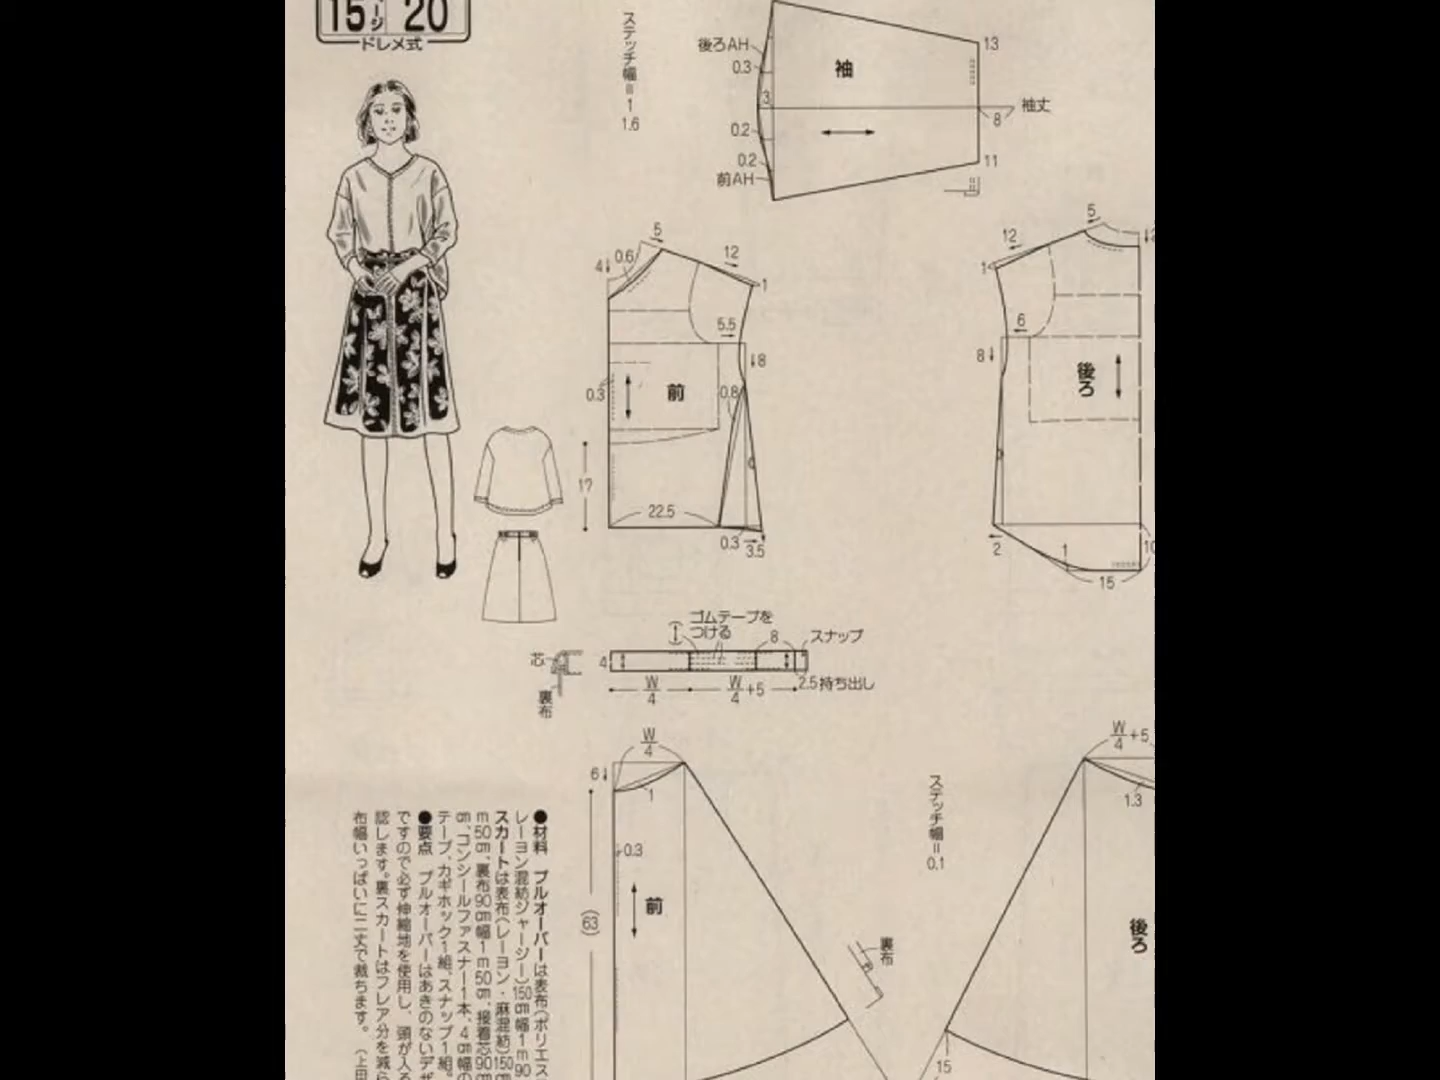 15 ページ 20
ドレメ式
ステッチ幅=1
1.6
後ろAH
0.3
3
0.2
0.2
前AH
袖
13
袖丈
8
11
5
12
4
0.6
1
5.5
8
0.3
前
0.8
17
22.5
0.3
3.5
5
12
1
6
8
後ろ
2
1
15
10
ゴムテープを
つける
8
スナップ
芯
4
裏布
W/4
W/4+5
2.5持ち出し
W/4
6
1
0.3
前
(63)
裏布
ステッチ幅=0.1
W/4+5
1.3
後ろ
15
●材料 プルオーバーは表布(ポリエス
レーヨン混紡ジャージー)150cm幅1m90
スカートは表布(レーヨン・麻混紡)150cm
m50cm、裏布90cm幅1m50cm、接着芯90cm
cm、コンシールファスナー1本、4cm幅の
テープ、カギホック1組、スナップ1組。
●要点 プルオーバーはあきのないデザ
ですので必ず伸縮地を使用し、頭が入る
認します。裏スカートはフレア分を減ら
布幅いっぱいに二丈で裁ちます。(上田